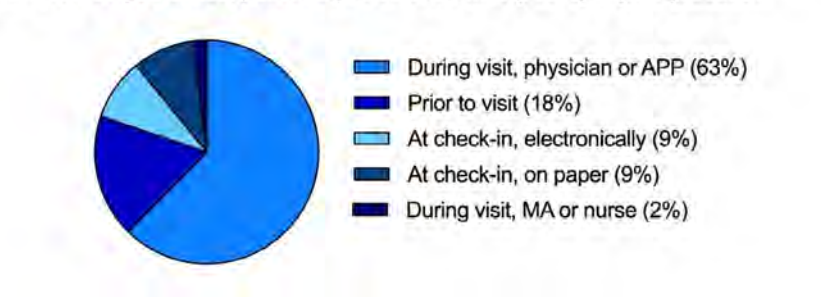 During visit, physician or APP (63%)
Prior to visit (18%)
At check-in, electronically (9%)
At check-in, on paper (9%)
During visit, MA or nurse (2%)